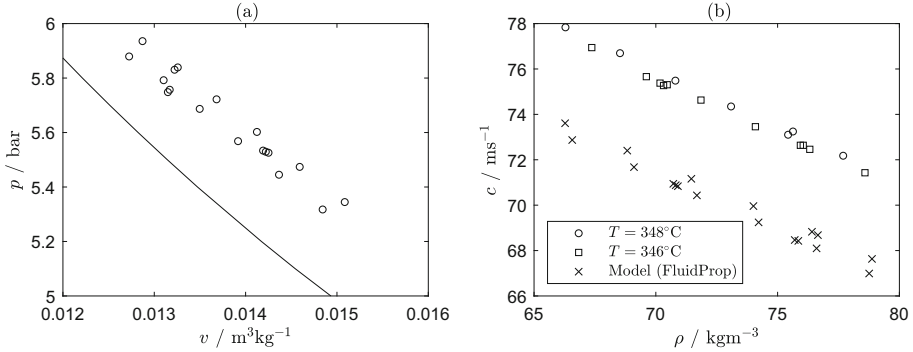 (a)
6
5.8
5.6
5.4
5.2
5
p / bar
0.012 0.013 0.014 0.015 0.016
v / m³kg⁻¹
(b)
78
76
74
72
70
68
66
c / ms⁻¹
T = 348°C
T = 346°C
Model (FluidProp)
65 70 75 80
ρ / kgm⁻³